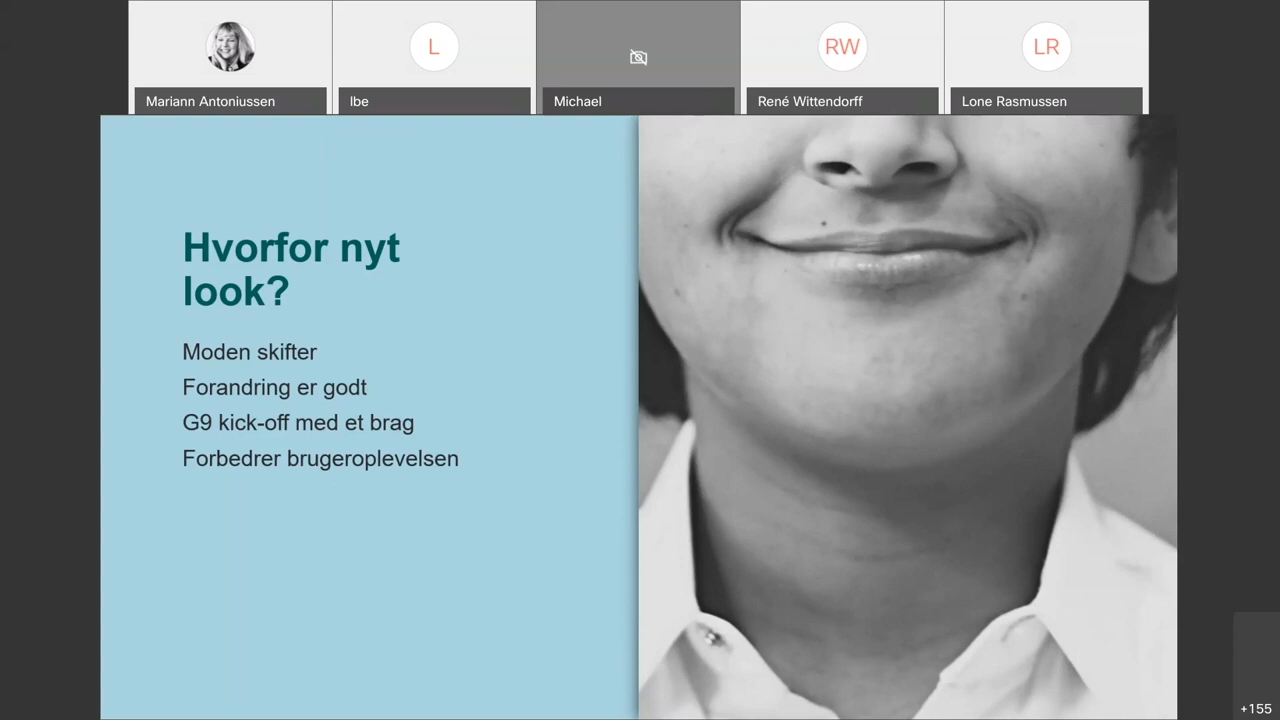 L
RW
LR
Mariann Antoniussen
lbe
Michael
René Wittendorff
Lone Rasmussen
Hvorfor nyt
look?
Moden skifter
Forandring er godt
G9 kick-off med et brag
Forbedrer brugeroplevelsen
+155